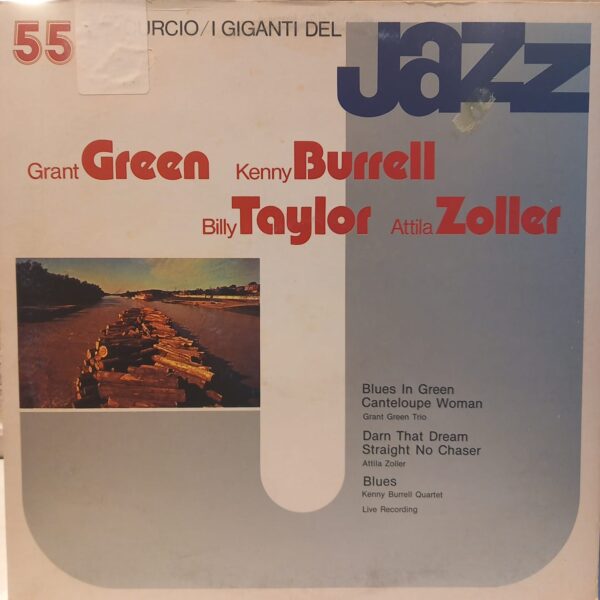 55
URCIO/I GIGANTI DEL
Jazz
Grant Green Kenny Burrell
Billy Taylor Attila Zoller
Blues In Green
Canteloupe Woman
Grant Green Trio
Darn That Dream
Straight No Chaser
Attila Zoller
Blues
Kenny Burrell Quartet
Live Recording